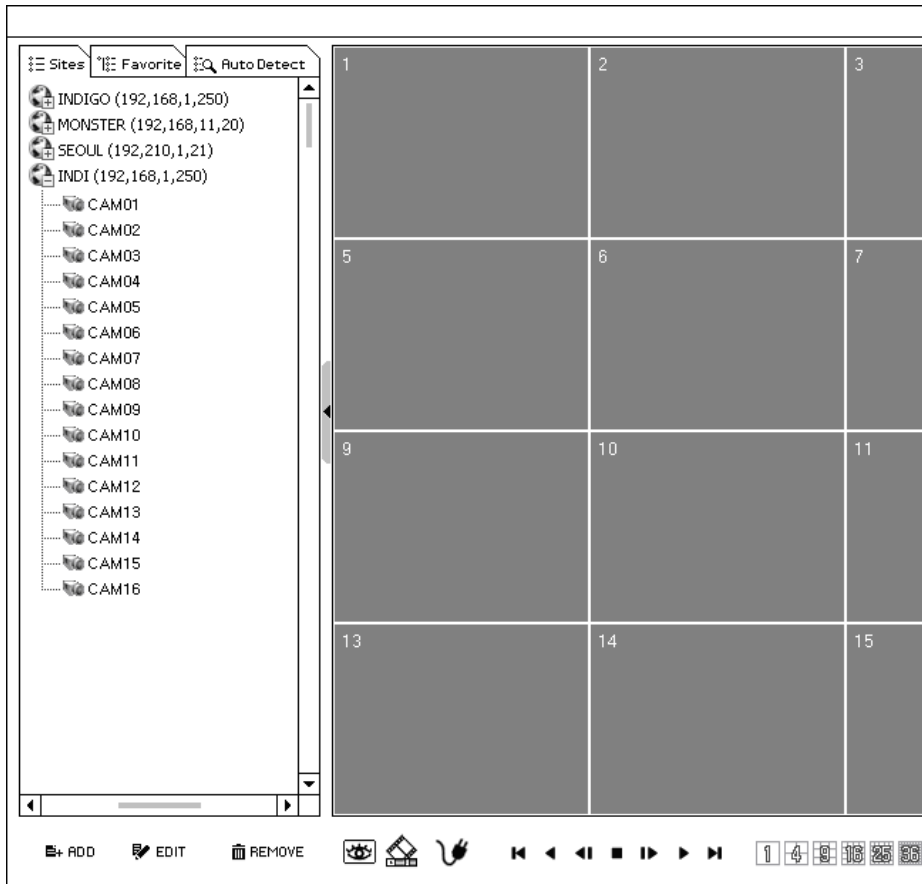 Sites Favorite Auto Detect
INDIGO (192,168,1,250)
MONSTER (192,168,11,20)
SEOUL (192,210,1,21)
INDI (192,168,1,250)
CAM01
CAM02
CAM03
CAM04
CAM05
CAM06
CAM07
CAM08
CAM09
CAM10
CAM11
CAM12
CAM13
CAM14
CAM15
CAM16
1 2 3
5 6 7
9 10 11
13 14 15
ADD EDIT REMOVE
1 4 9 16 25 36